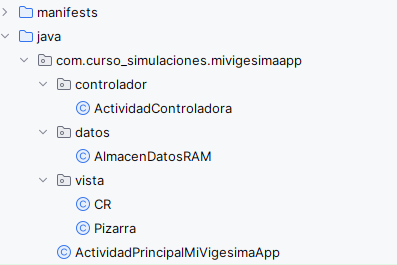 manifests
java
com.curso_simulaciones.mivigesimaapp
controlador
ActividadControladora
datos
AlmacenDatosRAM
vista
CR
Pizarra
ActividadPrincipalMiVigesimaApp